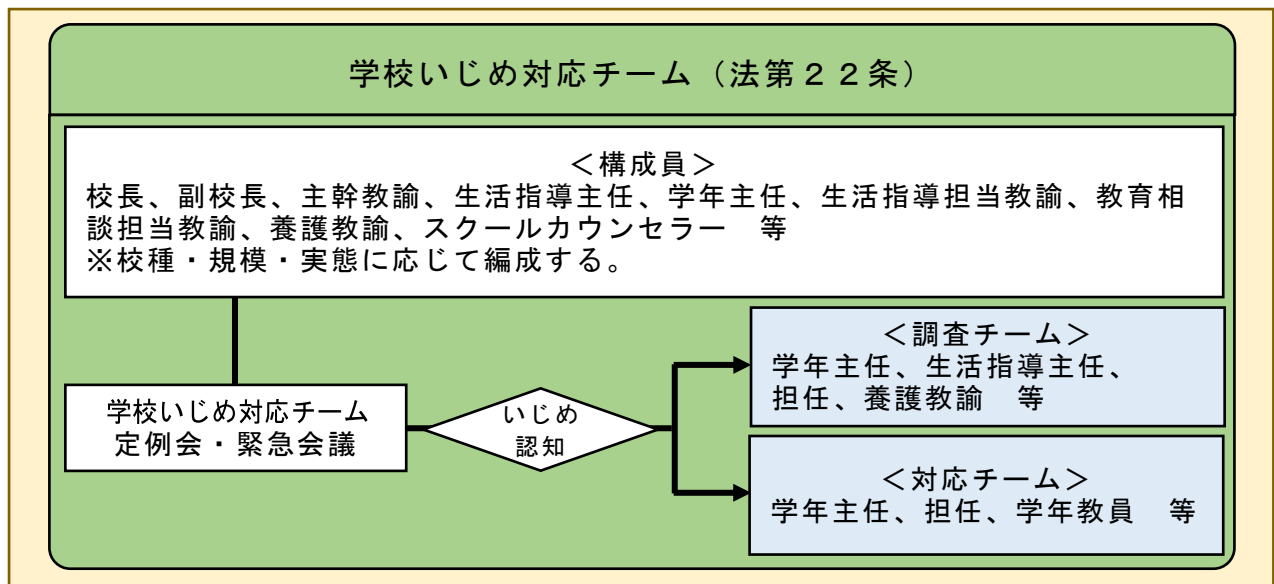 学校いじめ対応チーム（法第２２条）
＜構成員＞
校長、副校長、主幹教諭、生活指導主任、学年主任、生活指導担当教諭、教育相
談担当教諭、養護教諭、スクールカウンセラー　等
※校種・規模・実態に応じて編成する。
学校いじめ対応チーム
定例会・緊急会議
いじめ
認知
＜調査チーム＞
学年主任、生活指導主任、
担任、養護教諭　等
＜対応チーム＞
学年主任、担任、学年教員　等